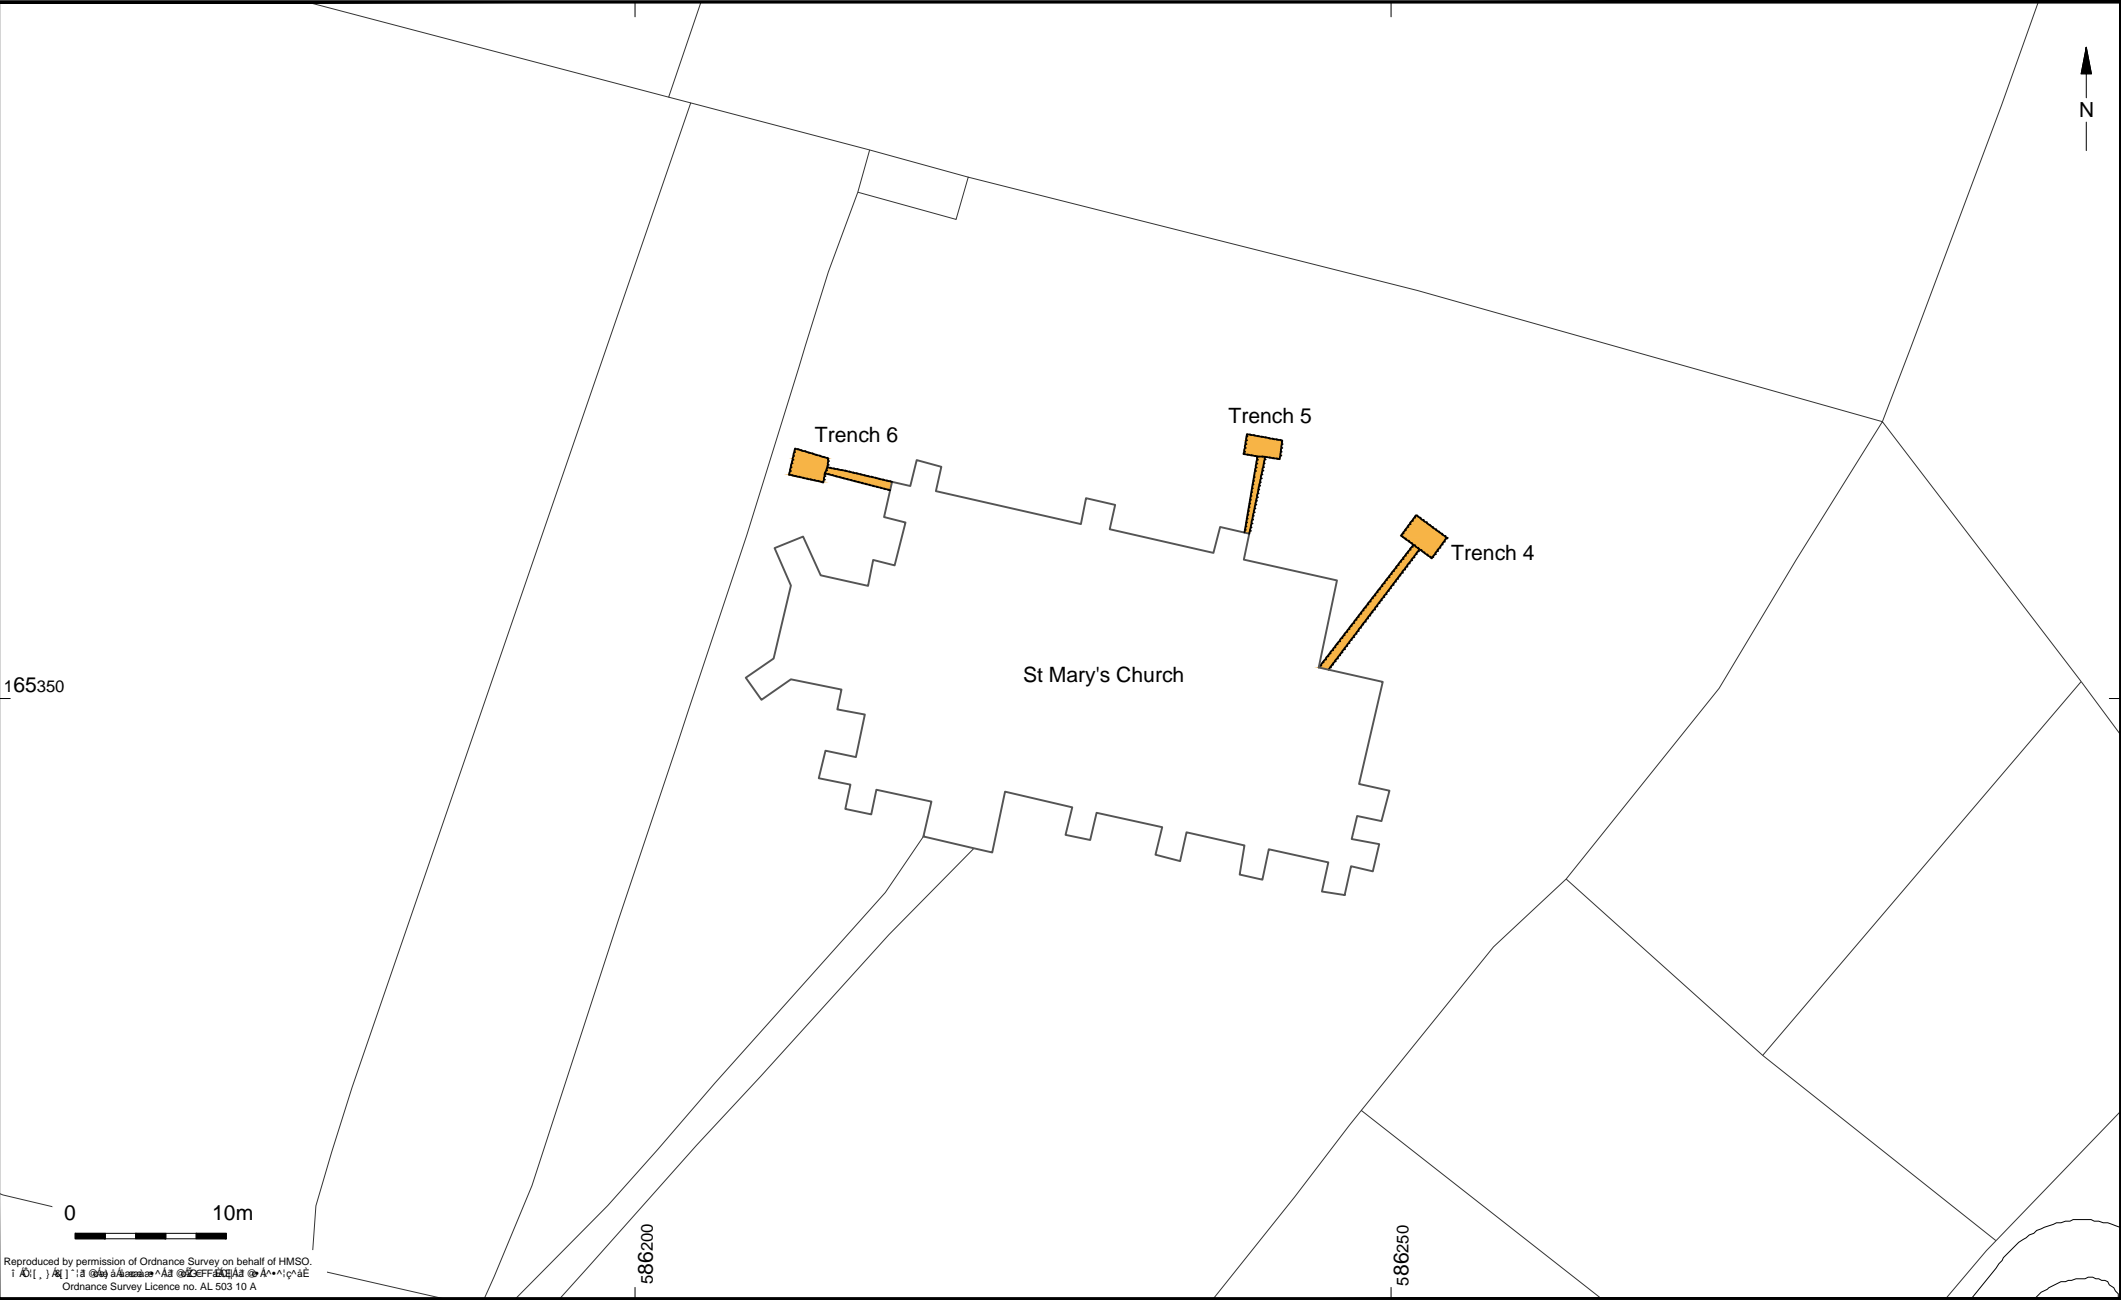 N
Trench 5
Trench 6
Trench 4
St Mary's Church
165350
0 10m
586200
586250
Reproduced by permission of Ordnance Survey on behalf of HMSO.
Ordnance Survey Licence no. AL 503 10 A